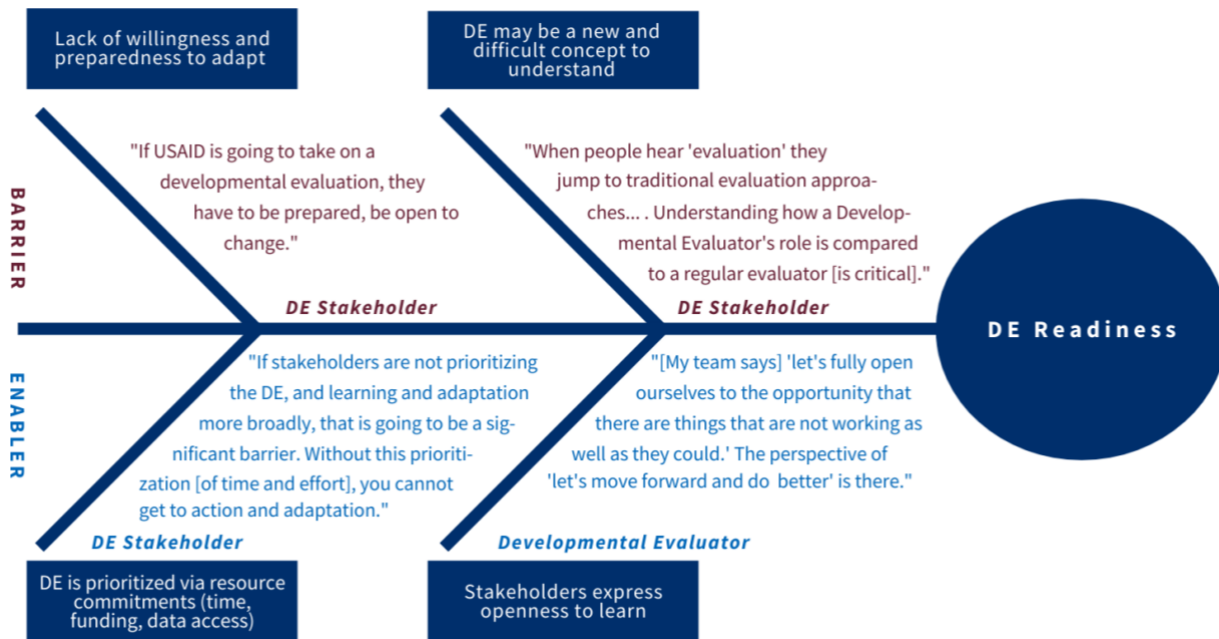 Lack of willingness and
preparedness to adapt
DE may be a new and
difficult concept to
understand
BARRIER
"If USAID is going to take on a
developmental evaluation, they
have to be prepared, be open to
change."
DE Stakeholder
"When people hear 'evaluation' they
jump to traditional evaluation approa-
ches... . Understanding how a Develop-
mental Evaluator's role is compared
to a regular evaluator [is critical]."
DE Stakeholder
DE Readiness
ENABLER
"If stakeholders are not prioritizing
the DE, and learning and adaptation
more broadly, that is going to be a sig-
nificant barrier. Without this prioriti-
zation [of time and effort], you cannot
get to action and adaptation."
DE Stakeholder
"[My team says] 'let's fully open
ourselves to the opportunity that
there are things that are not working as
well as they could.' The perspective of
'let's move forward and do better' is there."
Developmental Evaluator
DE is prioritized via resource
commitments (time,
funding, data access)
Stakeholders express
openness to learn